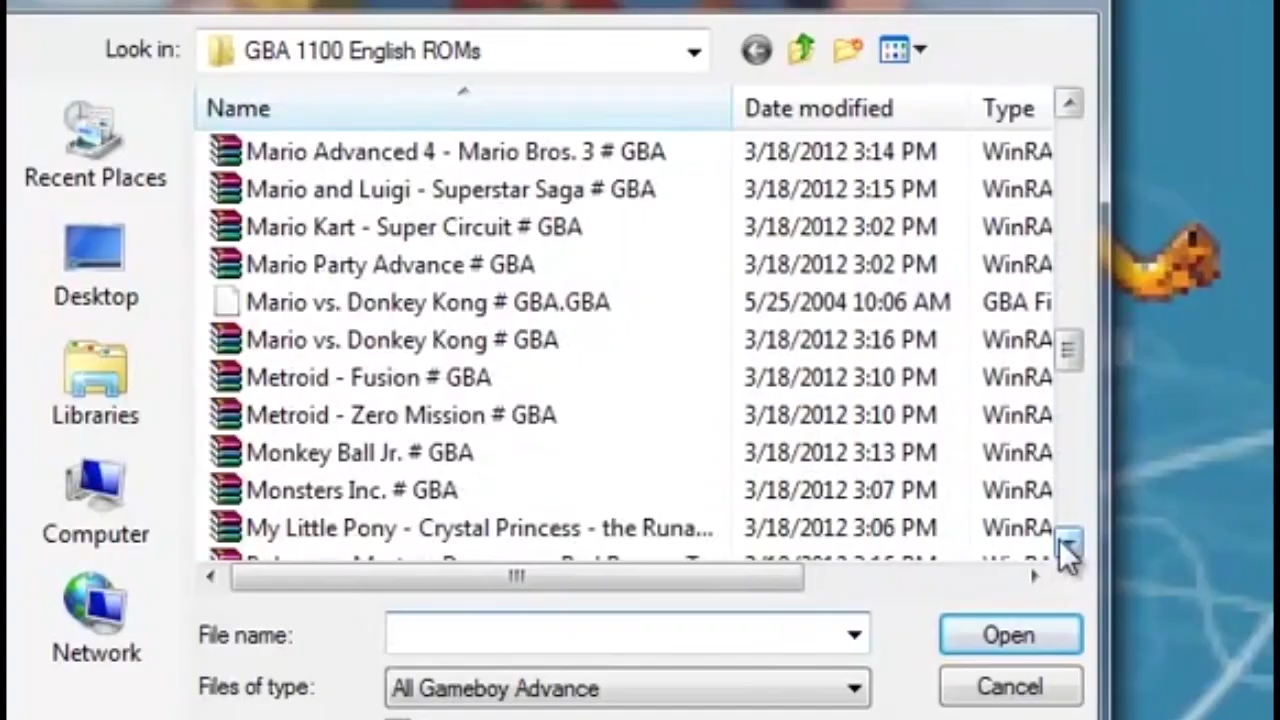 Look in: GBA 1100 English ROMs
Name Date modified Type
Mario Advanced 4 - Mario Bros. 3 # GBA 3/18/2012 3:14 PM WinRA
Recent Places
Mario and Luigi - Superstar Saga # GBA 3/18/2012 3:15 PM WinRA
Mario Kart - Super Circuit # GBA 3/18/2012 3:02 PM WinRA
Mario Party Advance # GBA 3/18/2012 3:02 PM WinRA
Desktop
Mario vs. Donkey Kong # GBA.GBA 5/25/2004 10:06 AM GBA Fi
Mario vs. Donkey Kong # GBA 3/18/2012 3:16 PM WinRA
Metroid - Fusion # GBA 3/18/2012 3:10 PM WinRA
Libraries
Metroid - Zero Mission # GBA 3/18/2012 3:10 PM WinRA
Monkey Ball Jr. # GBA 3/18/2012 3:13 PM WinRA
Monsters Inc. # GBA 3/18/2012 3:07 PM WinRA
Computer
My Little Pony - Crystal Princess - the Runa... 3/18/2012 3:06 PM WinRA
Network
File name: Open
Files of type: All Gameboy Advance Cancel